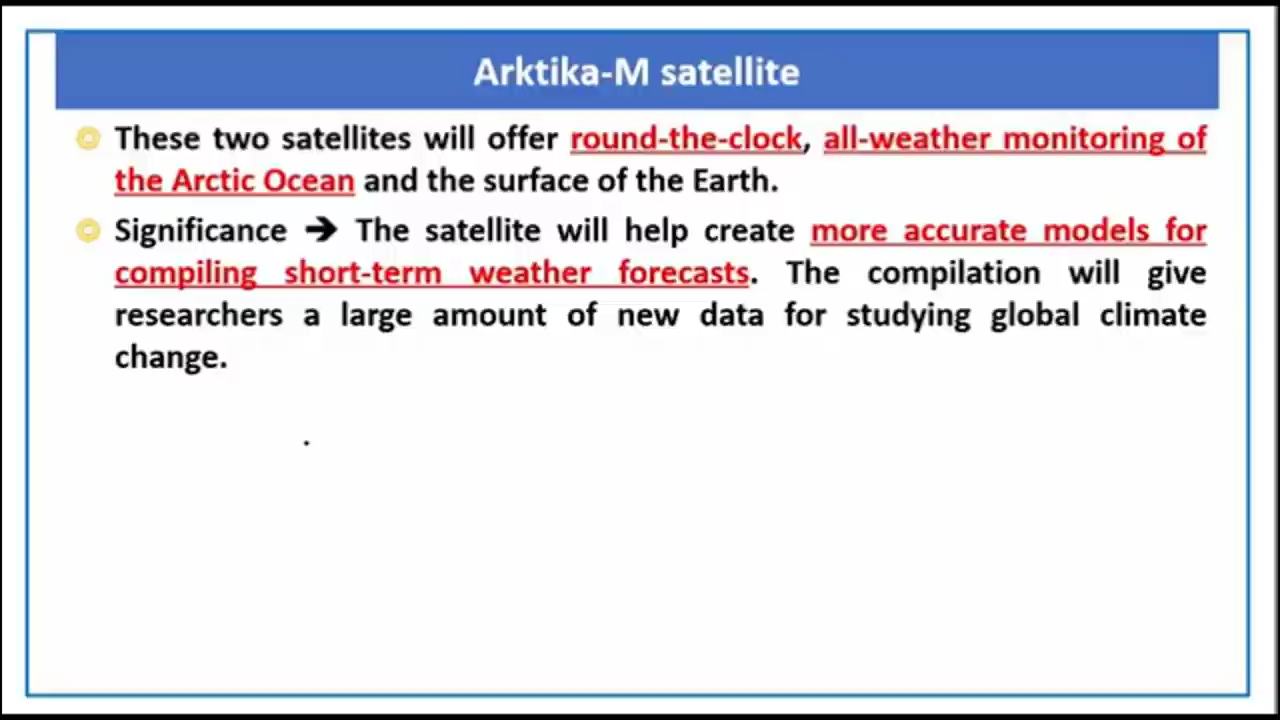 Arktika-M satellite
These two satellites will offer round-the-clock, all-weather monitoring of
the Arctic Ocean and the surface of the Earth.
Significance ➔ The satellite will help create more accurate models for
compiling short-term weather forecasts. The compilation will give
researchers a large amount of new data for studying global climate
change.